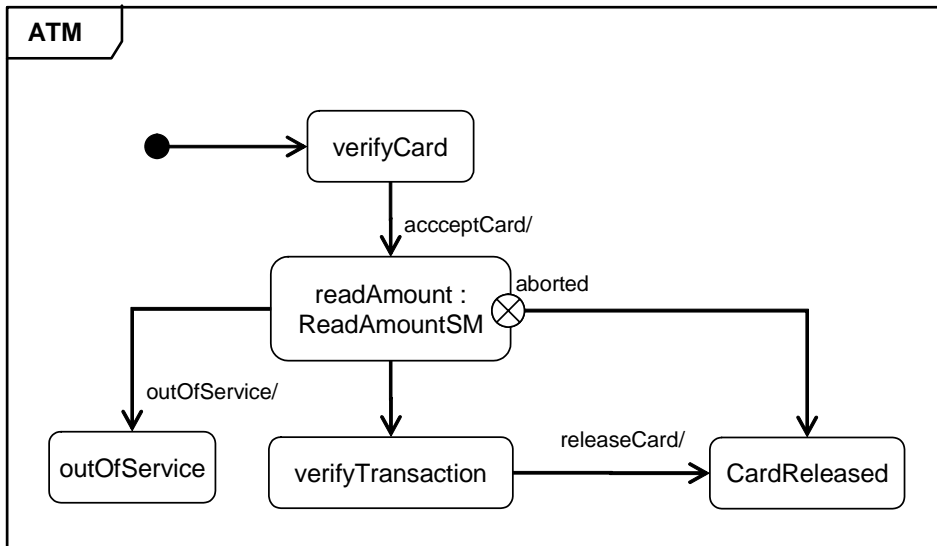 ATM
verifyCard
accceptCard/
readAmount :
ReadAmountSM
aborted
outOfService/
outOfService
verifyTransaction
releaseCard/
CardReleased